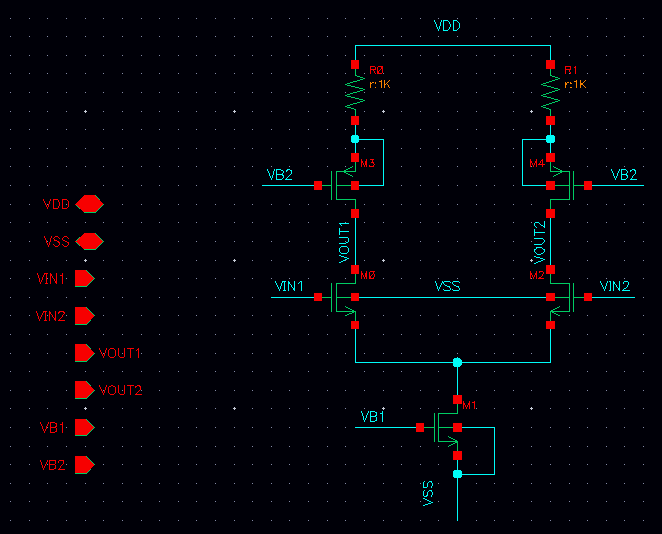 VDD
R0
r:1K
R1
r:1K
M3
M4
VB2
VB2
VDD
VSS
VOUT1
VOUT2
VIN1
M0
M2
VIN1
VSS
VIN2
VIN2
VOUT1
VOUT2
M1
VB1
VB1
VB2
VSS